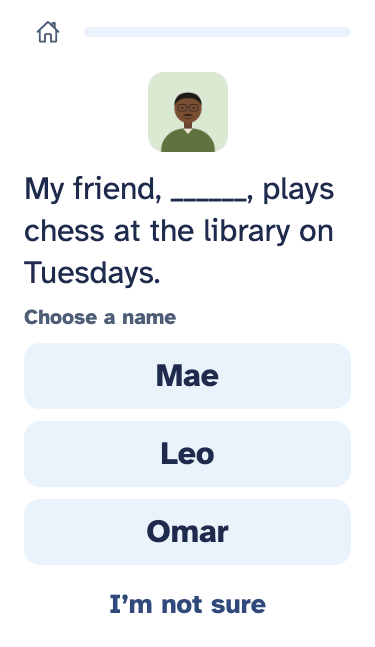 My friend, ______, plays
chess at the library on
Tuesdays.
Choose a name
Mae
Leo
Omar
I’m not sure